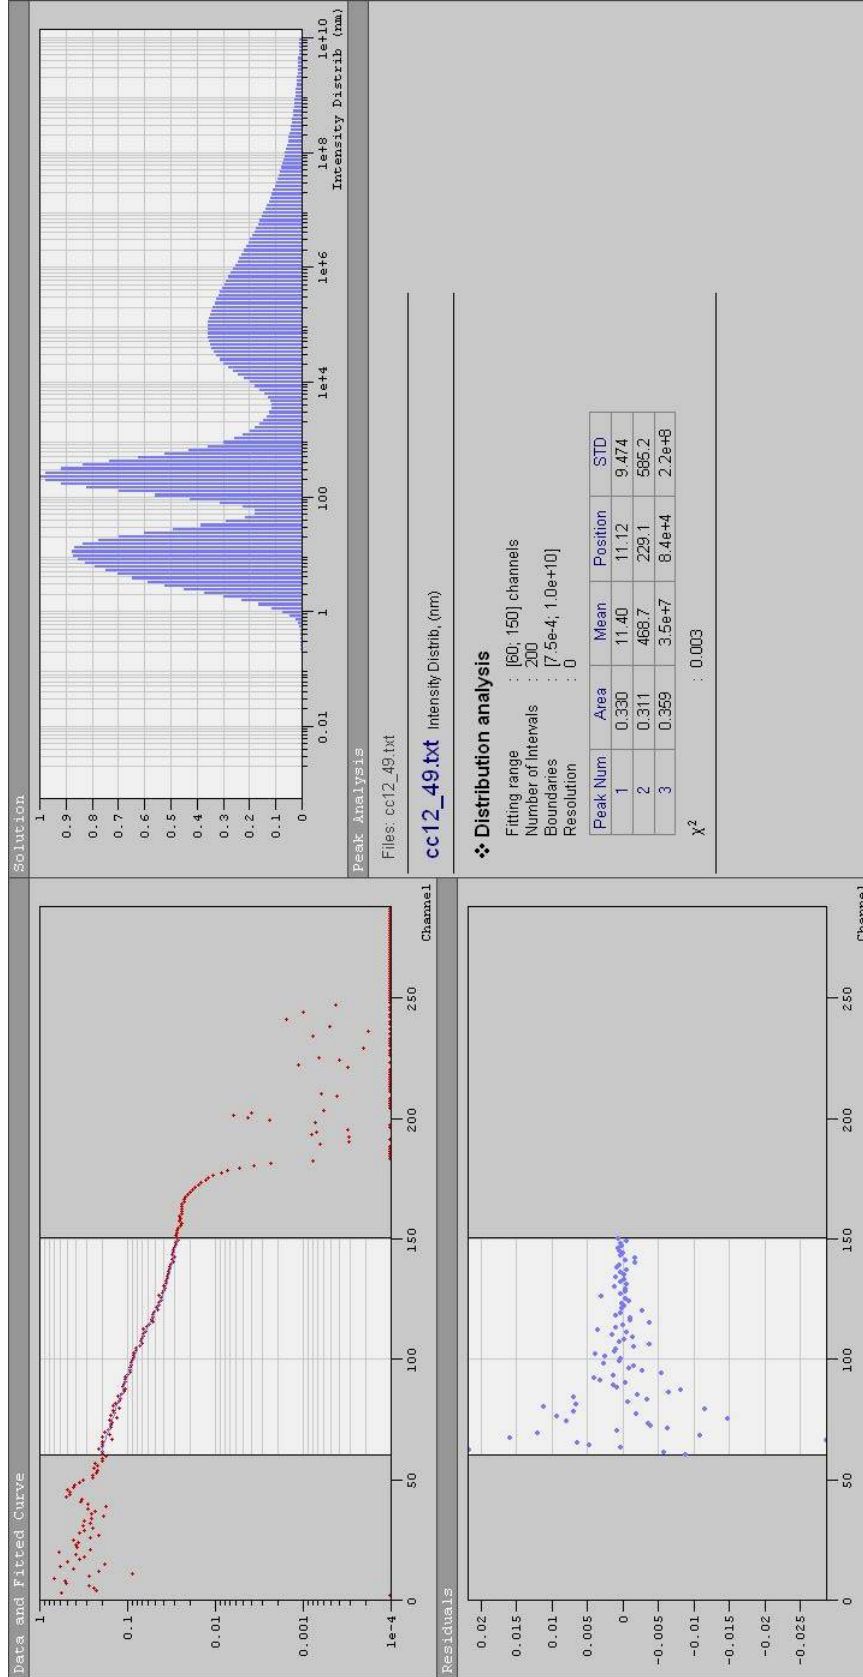 Data and Fitted Curve
1
0.1
0.01
0.001
1e-4
0 50 100 150 200 250
Channel
Residuals
0.02
0.015
0.01
0.005
0
-0.005
-0.01
-0.015
-0.02
-0.025
0 50 100 150 200 250
Channel
Solution
1
0.9
0.8
0.7
0.6
0.5
0.4
0.3
0.2
0.1
0
0.01 1 100 1e+4 1e+6 1e+8 1e+10
Intensity Distrib (nm)
Peak Analysis
Files: cc12_49.txt
cc12_49.txt Intensity Distrib, (nm)
❖ Distribution analysis
Fitting range : [60; 150] channels
Number of Intervals : 200
Boundaries : [7.5e-4; 1.0e+10]
Resolution : 0
Peak Num Area Mean Position STD
1 0.330 11.40 11.12 9.474
2 0.311 468.7 229.1 585.2
3 0.359 3.5e+7 8.4e+4 2.2e+8
χ² : 0.003